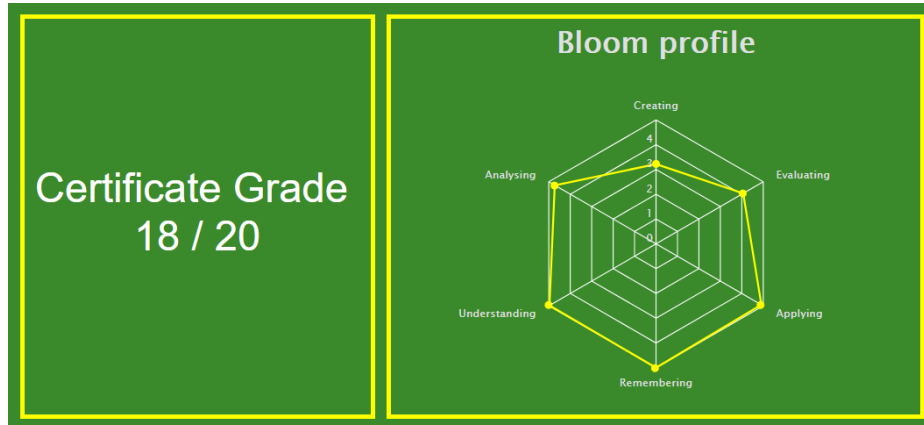 Certificate Grade
18 / 20
Bloom profile
Creating
4
Analysing
3
Evaluating
2
1
0
Understanding
Applying
Remembering